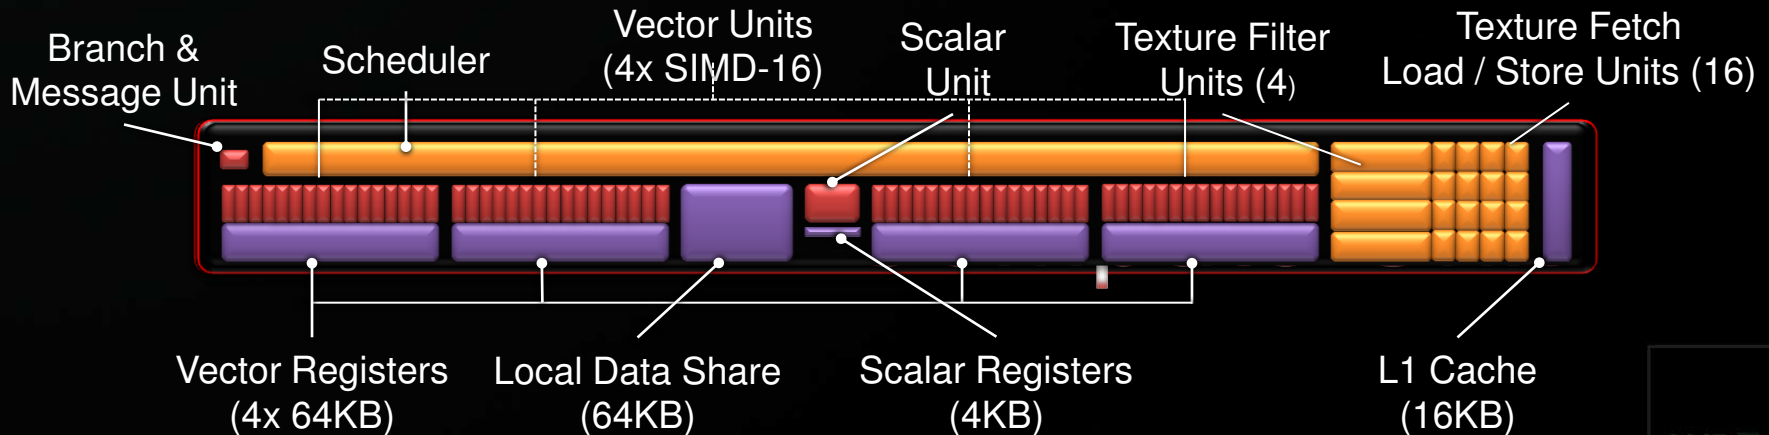 Branch &
Message Unit
Scheduler
Vector Units
(4x SIMD-16)
Scalar
Unit
Texture Filter
Units (4)
Texture Fetch
Load / Store Units (16)
Vector Registers
(4x 64KB)
Local Data Share
(64KB)
Scalar Registers
(4KB)
L1 Cache
(16KB)